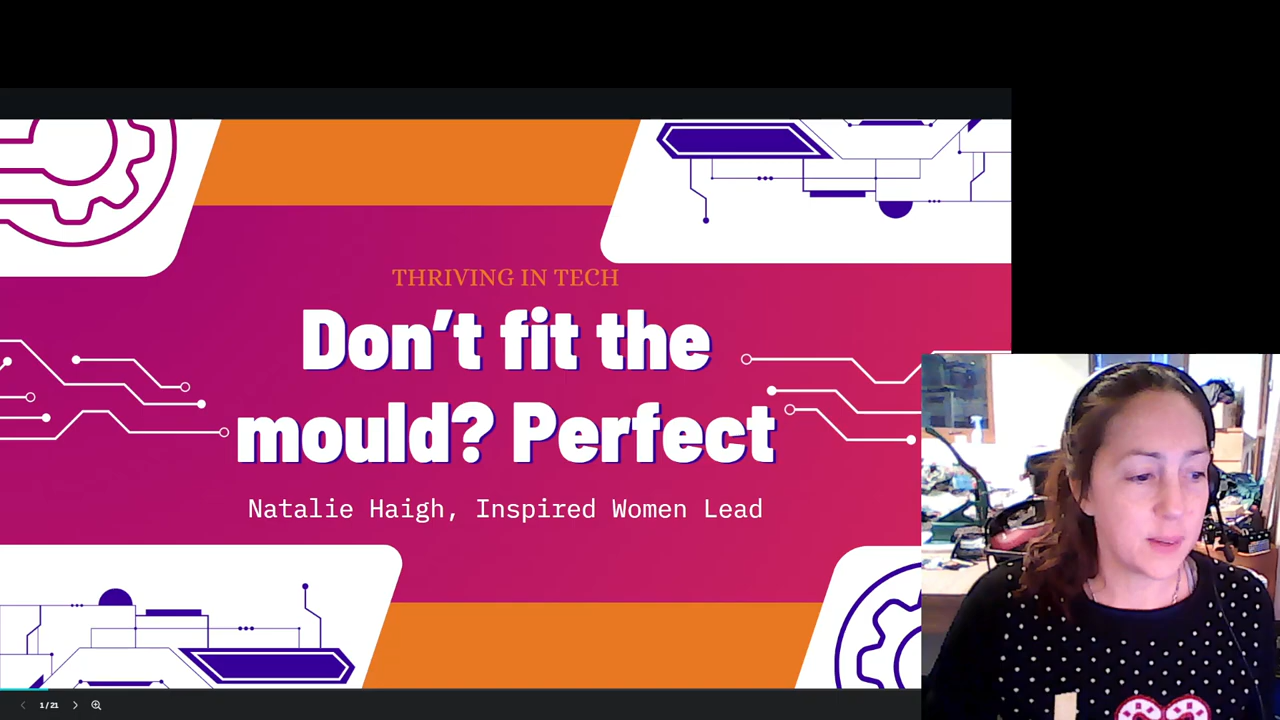 THRIVING IN TECH
Don't fit the
mould? Perfect
Natalie Haigh, Inspired Women Lead
1 / 21